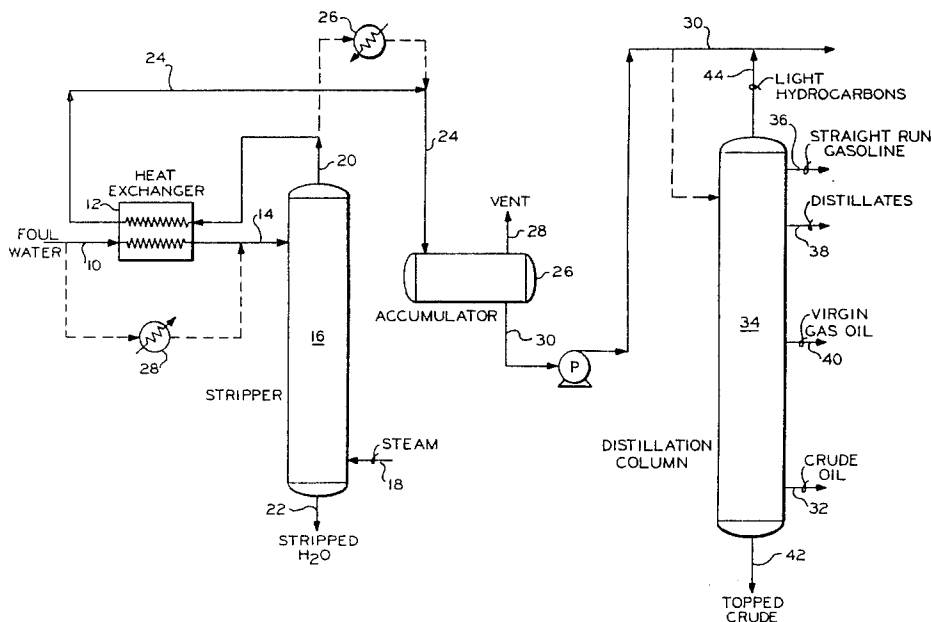 26
30
24
44
LIGHT
HYDROCARBONS
36
STRAIGHT RUN
GASOLINE
24
20
HEAT
EXCHANGER
12
14
VENT
28
DISTILLATES
38
FOUL
WATER
10
26
ACCUMULATOR
28
16
30
P
34
VIRGIN
GAS OIL
40
STRIPPER
STEAM
18
DISTILLATION
COLUMN
CRUDE
OIL
32
22
STRIPPED
H2O
42
TOPPED
CRUDE